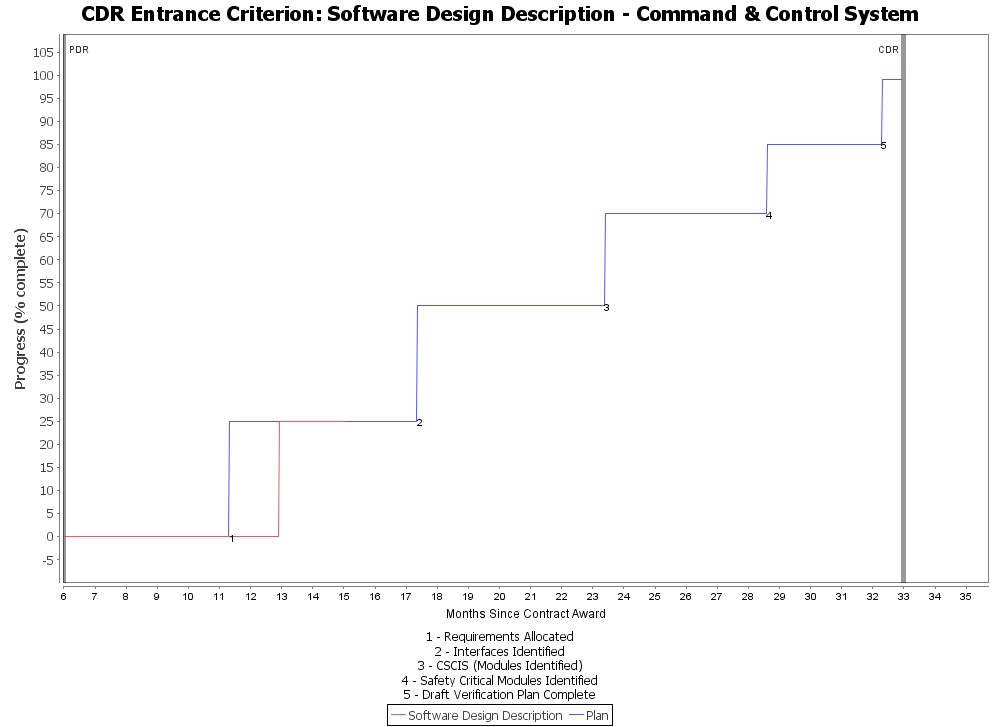 CDR Entrance Criterion: Software Design Description - Command & Control System
PDR
CDR
105
100
95
90
85
80
75
70
65
60
55
50
45
40
35
30
25
20
15
10
5
0
-5
Progress (% complete)
1
2
3
4
5
6 7 8 9 10 11 12 13 14 15 16 17 18 19 20 21 22 23 24 25 26 27 28 29 30 31 32 33 34 35
Months Since Contract Award
1 - Requirements Allocated
2 - Interfaces Identified
3 - CSCIS (Modules Identified)
4 - Safety Critical Modules Identified
5 - Draft Verification Plan Complete
Software Design Description Plan